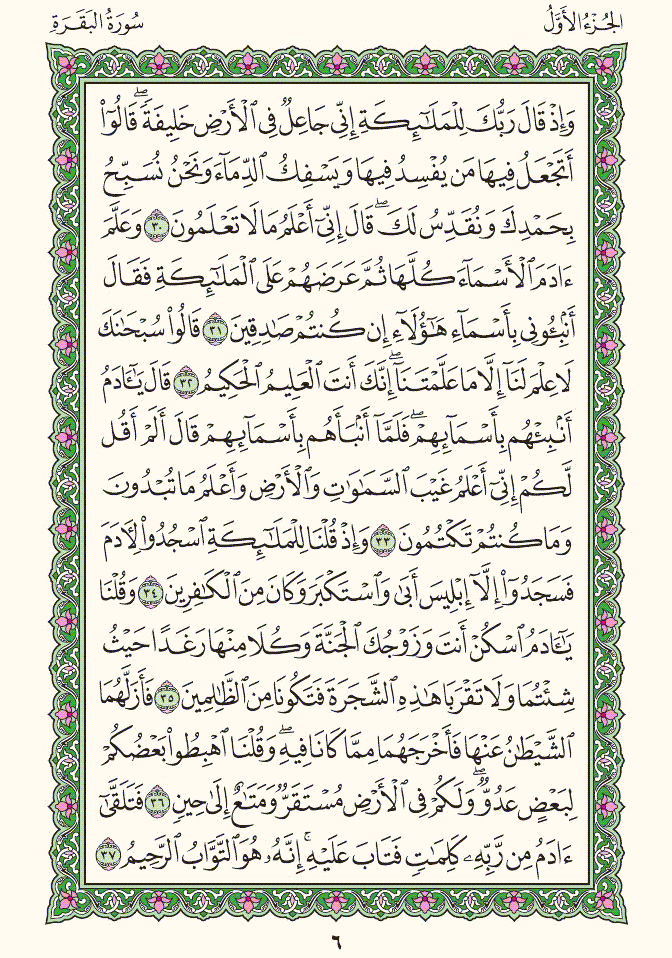 الجُزْءُ الأَوَّلُ
سُورَةُ البَقَرَةِ
وَإِذْ قَالَ رَبُّكَ لِلْمَلَـٰٓئِكَةِ إِنِّي جَاعِلٌ فِي ٱلْأَرْضِ خَلِيفَةً ۖ قَالُوٓا۟
أَتَجْعَلُ فِيهَا مَن يُفْسِدُ فِيهَا وَيَسْفِكُ ٱلدِّمَآءَ وَنَحْنُ نُسَبِّحُ
بِحَمْدِكَ وَنُقَدِّسُ لَكَ ۖ قَالَ إِنِّيٓ أَعْلَمُ مَا لَا تَعْلَمُونَ ٣٠ وَعَلَّمَ
ءَادَمَ ٱلْأَسْمَآءَ كُلَّهَا ثُمَّ عَرَضَهُمْ عَلَى ٱلْمَلَـٰٓئِكَةِ فَقَالَ
أَنۢبِـُٔونِي بِأَسْمَآءِ هَـٰٓؤُلَآءِ إِن كُنتُمْ صَـٰدِقِينَ ٣١ قَالُوا۟ سُبْحَـٰنَكَ
لَا عِلْمَ لَنَآ إِلَّا مَا عَلَّمْتَنَآ ۖ إِنَّكَ أَنتَ ٱلْعَلِيمُ ٱلْحَكِيمُ ٣٢ قَالَ يَـٰٓـَٔادَمُ
أَنۢبِئْهُم بِأَسْمَآئِهِمْ ۖ فَلَمَّآ أَنۢبَأَهُم بِأَسْمَآئِهِمْ قَالَ أَلَمْ أَقُل
لَّكُمْ إِنِّيٓ أَعْلَمُ غَيْبَ ٱلسَّمَـٰوَٰتِ وَٱلْأَرْضِ وَأَعْلَمُ مَا تُبْدُونَ
وَمَا كُنتُمْ تَكْتُمُونَ ٣٣ وَإِذْ قُلْنَا لِلْمَلَـٰٓئِكَةِ ٱسْجُدُوا۟ لِـَٔادَمَ
فَسَجَدُوٓا۟ إِلَّآ إِبْلِيسَ أَبَىٰ وَٱسْتَكْبَرَ وَكَانَ مِنَ ٱلْكَـٰفِرِينَ ٣٤ وَقُلْنَا
يَـٰٓـَٔادَمُ ٱسْكُنْ أَنتَ وَزَوْجُكَ ٱلْجَنَّةَ وَكُلَا مِنْهَا رَغَدًا حَيْثُ
شِئْتُمَا وَلَا تَقْرَبَا هَـٰذِهِ ٱلشَّجَرَةَ فَتَكُونَا مِنَ ٱلظَّـٰلِمِينَ ٣٥ فَأَزَلَّهُمَا
ٱلشَّيْطَـٰنُ عَنْهَا فَأَخْرَجَهُمَا مِمَّا كَانَا فِيهِ ۖ وَقُلْنَا ٱهْبِطُوا۟ بَعْضُكُمْ
لِبَعْضٍ عَدُوٌّ ۖ وَلَكُمْ فِي ٱلْأَرْضِ مُسْتَقَرٌّ وَمَتَـٰعٌ إِلَىٰ حِينٍ ٣٦ فَتَلَقَّىٰٓ
ءَادَمُ مِن رَّبِّهِۦ كَلِمَـٰتٍ فَتَابَ عَلَيْهِ ۚ إِنَّهُۥ هُوَ ٱلتَّوَّابُ ٱلرَّحِيمُ ٣٧
٦